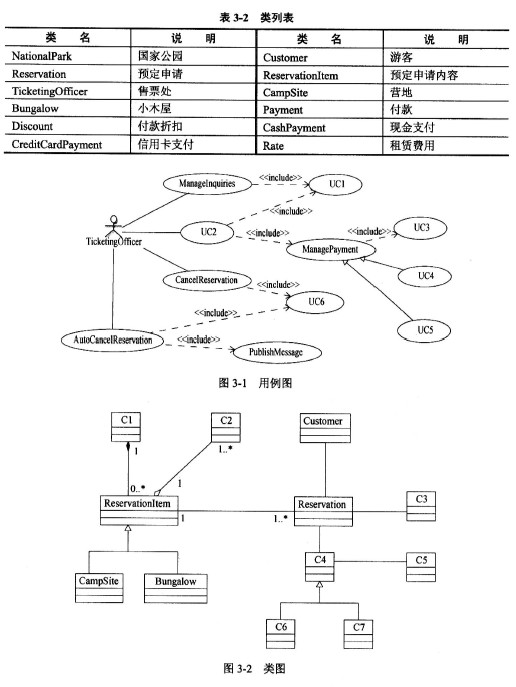 表 3-2 类列表
类 名 说 明 类 名 说 明
NationalPark 国家公园 Customer 游客
Reservation 预定申请 ReservationItem 预定申请内容
TicketingOfficer 售票处 CampSite 营地
Bungalow 小木屋 Payment 付款
Discount 付款折扣 CashPayment 现金支付
CreditCardPayment 信用卡支付 Rate 租赁费用
ManageInquiries
<<include>>
UC1
<<include>>
TicketingOfficer
UC2
<<include>>
<<include>>
UC3
ManagePayment
UC4
CancelReservation
<<include>>
UC6
<<include>>
UC5
AutoCancelReservation
<<include>>
PublishMessage
图 3-1 用例图
C1
C2
Customer
1
1..*
0..*
1
ReservationItem
Reservation
C3
1
1..*
C4
C5
CampSite
Bungalow
C6
C7
图 3-2 类图